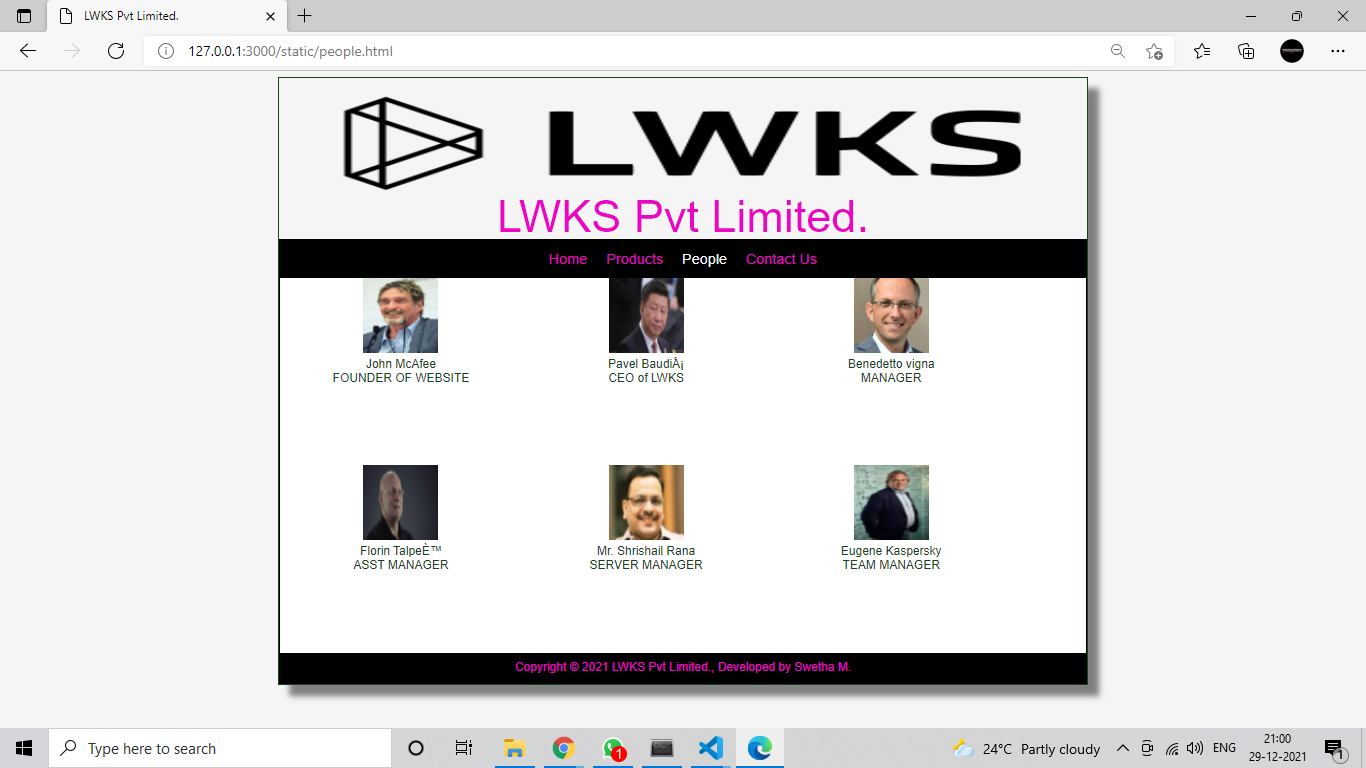 LWKS Pvt Limited.
127.0.0.1:3000/static/people.html
LWKS
LWKS Pvt Limited.
Home Products People Contact Us
John McAfee
FOUNDER OF WEBSITE
Pavel BaudiÅ¡
CEO of LWKS
Benedetto vigna
MANAGER
Florin TalpeÈ™
ASST MANAGER
Mr. Shrishail Rana
SERVER MANAGER
Eugene Kaspersky
TEAM MANAGER
Copyright © 2021 LWKS Pvt Limited., Developed by Swetha M.
Type here to search
1
24°C Partly cloudy
ENG
21:00
29-12-2021
1